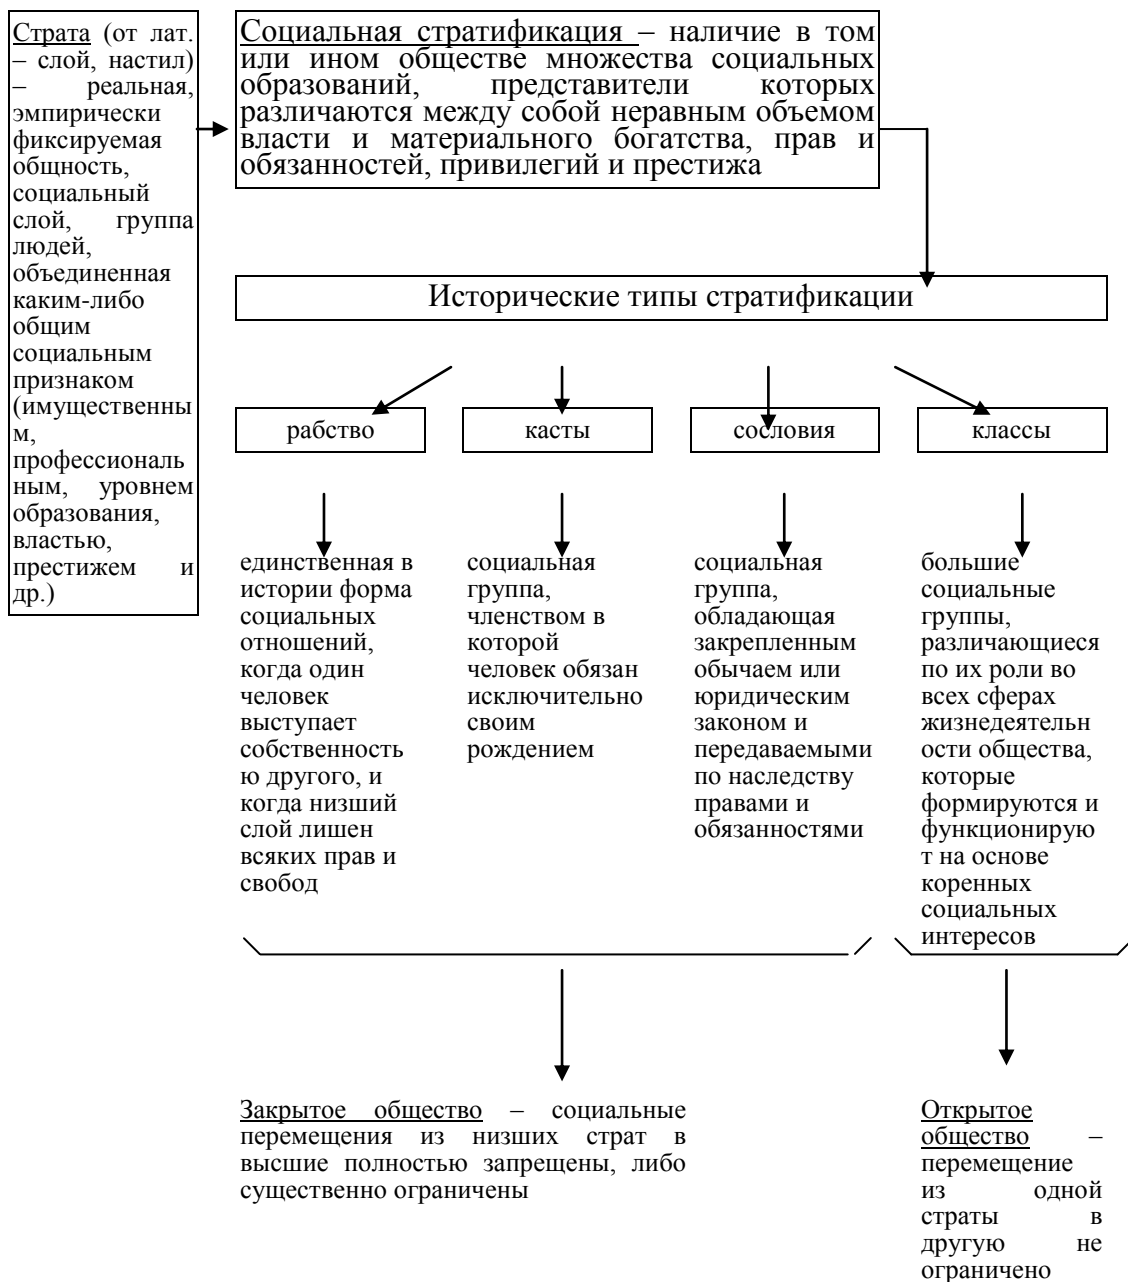 Страта (от лат.
– слой, настил)
– реальная,
эмпирически
фиксируемая
общность,
социальный
слой, группа
людей,
объединенная
каким-либо
общим
социальным
признаком
(имущественны
м,
профессиональ
ным, уровнем
образования,
властью,
престижем и
др.)
Социальная стратификация – наличие в том
или ином обществе множества социальных
образований, представители которых
различаются между собой неравным объемом
власти и материального богатства, прав и
обязанностей, привилегий и престижа
Исторические типы стратификации
рабство
касты
сословия
классы
единственная в
истории форма
социальных
отношений,
когда один
человек
выступает
собственность
ю другого, и
когда низший
слой лишен
всяких прав и
свобод
социальная
группа,
членством в
которой
человек обязан
исключительно
своим
рождением
социальная
группа,
обладающая
закрепленным
обычаем или
юридическим
законом и
передаваемыми
по наследству
правами и
обязанностями
большие
социальные
группы,
различающиеся
по их роли во
всех сферах
жизнедеятельн
ости общества,
которые
формируются и
функционирую
т на основе
коренных
социальных
интересов
Закрытое общество – социальные
перемещения из низших страт в
высшие полностью запрещены, либо
существенно ограничены
Открытое
общество –
перемещение
из одной
страты в
другую не
ограничено